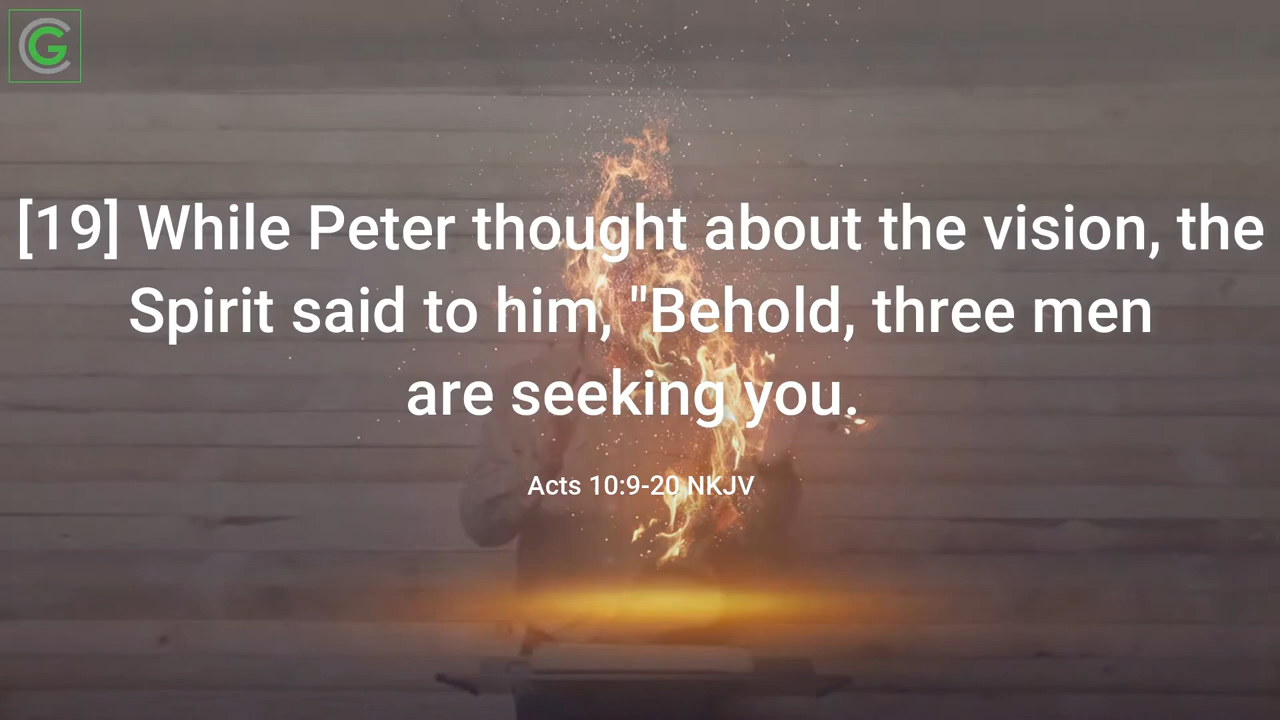 [19] While Peter thought about the vision, the
Spirit said to him, "Behold, three men
are seeking you.
Acts 10:9-20 NKJV